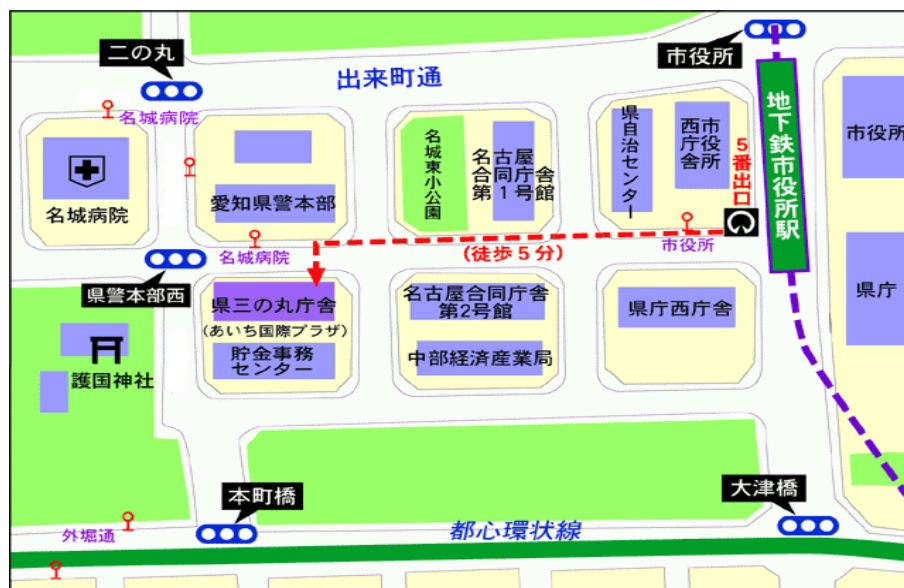 二の丸
市役所
出来町通
名城病院
名城病院
愛知県警本部
名城東小公園
名古屋
合同庁舎
第1号館
県自治センター
市役所
西庁舎
5番出口
地下鉄市役所駅
市役所
名城病院
(徒歩5分)
市役所
県警本部西
県三の丸庁舎
(あいち国際プラザ)
貯金事務
センター
名古屋合同庁舎
第2号館
中部経済産業局
県庁西庁舎
県庁
護国神社
本町橋
大津橋
外堀通
都心環状線